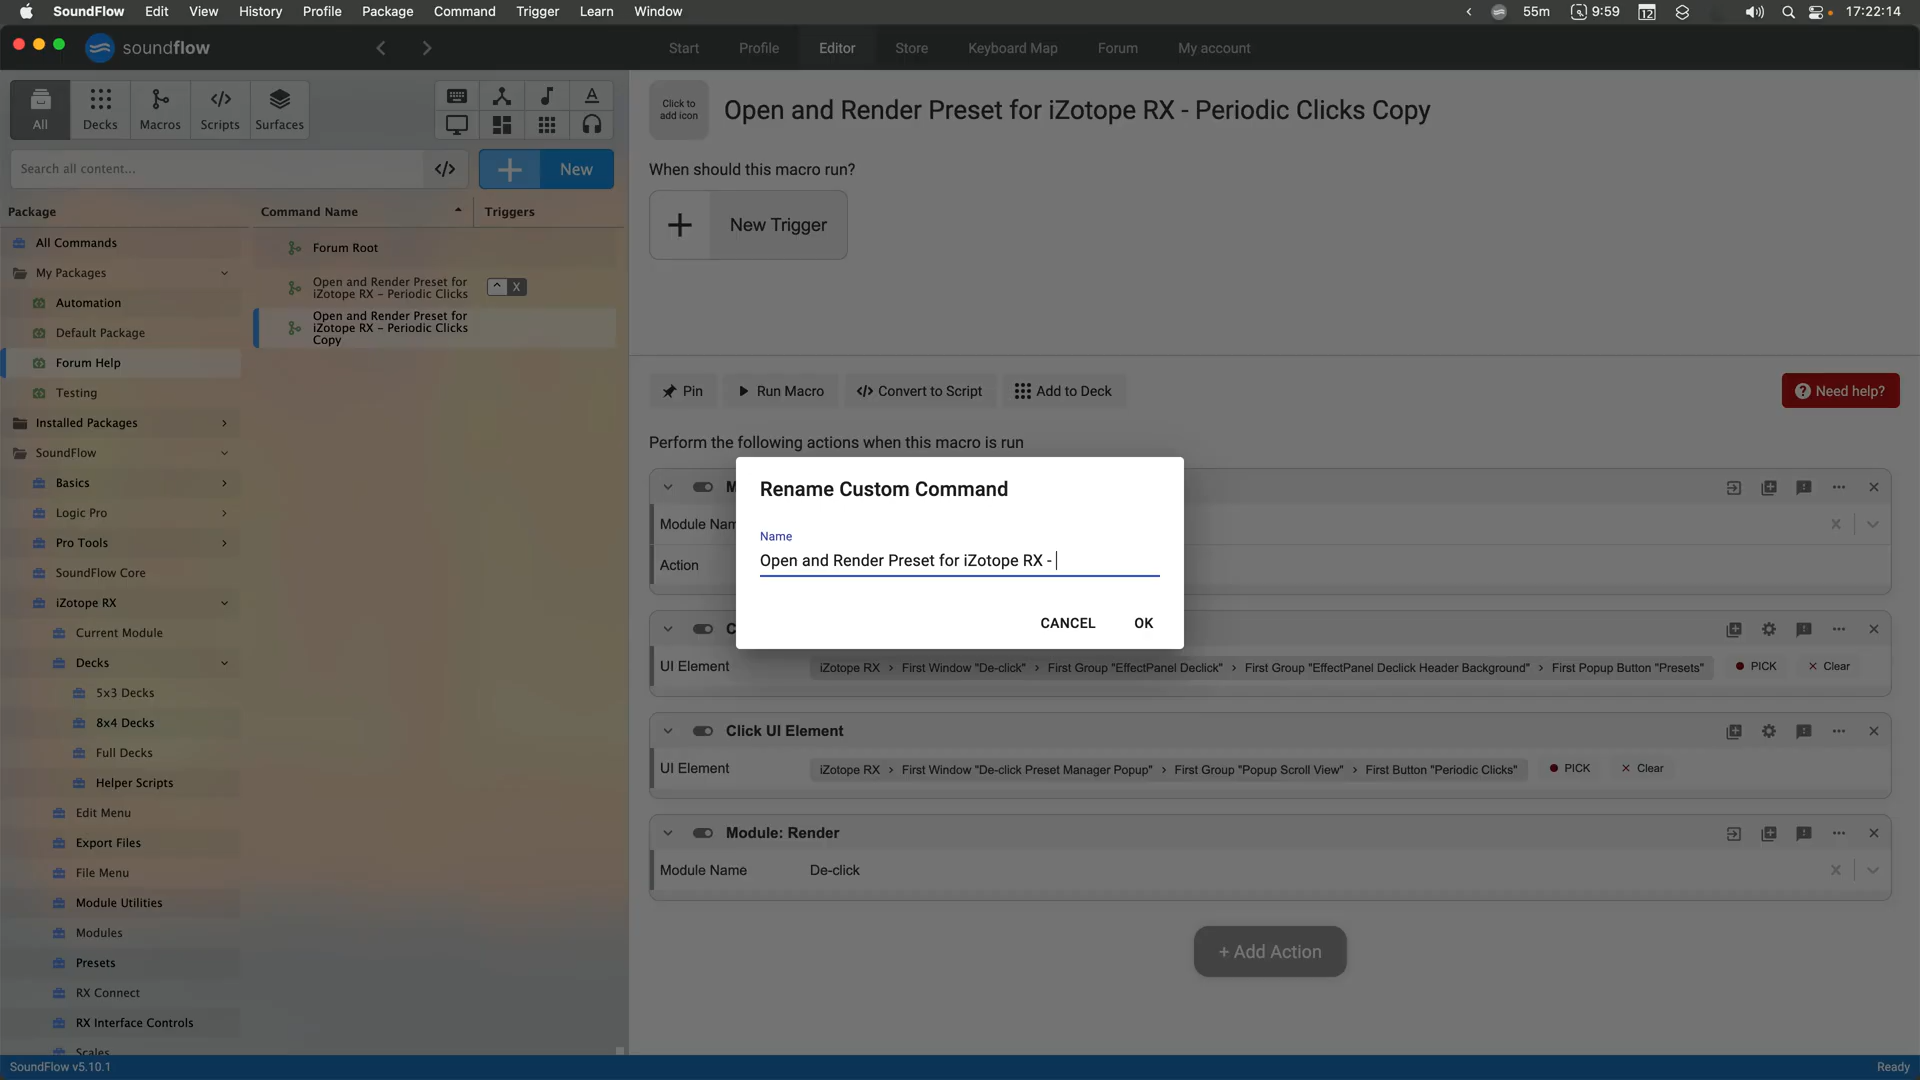 SoundFlow Edit View History Profile Package Command Trigger Learn Window 55m 9:59 12 17:22:14
soundflow Start Profile Editor Store Keyboard Map Forum My account
All Decks Macros Scripts Surfaces
Search all content... </> + New
Package Command Name Triggers
All Commands
My Packages
Automation
Default Package
Forum Help
Testing
Installed Packages
SoundFlow
Basics
Logic Pro
Pro Tools
SoundFlow Core
iZotope RX
Current Module
Decks
5x3 Decks
8x4 Decks
Full Decks
Helper Scripts
Edit Menu
Export Files
File Menu
Module Utilities
Modules
Presets
RX Connect
RX Interface Controls
Scales
Forum Root
Open and Render Preset for
iZotope RX - Periodic Clicks
^ X
Open and Render Preset for
iZotope RX - Periodic Clicks
Copy
Click to
add icon
Open and Render Preset for iZotope RX - Periodic Clicks Copy
When should this macro run?
+ New Trigger
Pin Run Macro </> Convert to Script Add to Deck Need help?
Perform the following actions when this macro is run
M
Module Nam
Action
Rename Custom Command
Name
Open and Render Preset for iZotope RX -
CANCEL OK
C
UI Element iZotope RX > First Window "De-click" > First Group "EffectPanel Declick" > First Group "EffectPanel Declick Header Background" > First Popup Button "Presets" PICK × Clear
Click UI Element
UI Element iZotope RX > First Window "De-click Preset Manager Popup" > First Group "Popup Scroll View" > First Button "Periodic Clicks" PICK × Clear
Module: Render
Module Name De-click
+ Add Action
SoundFlow v5.10.1 Ready